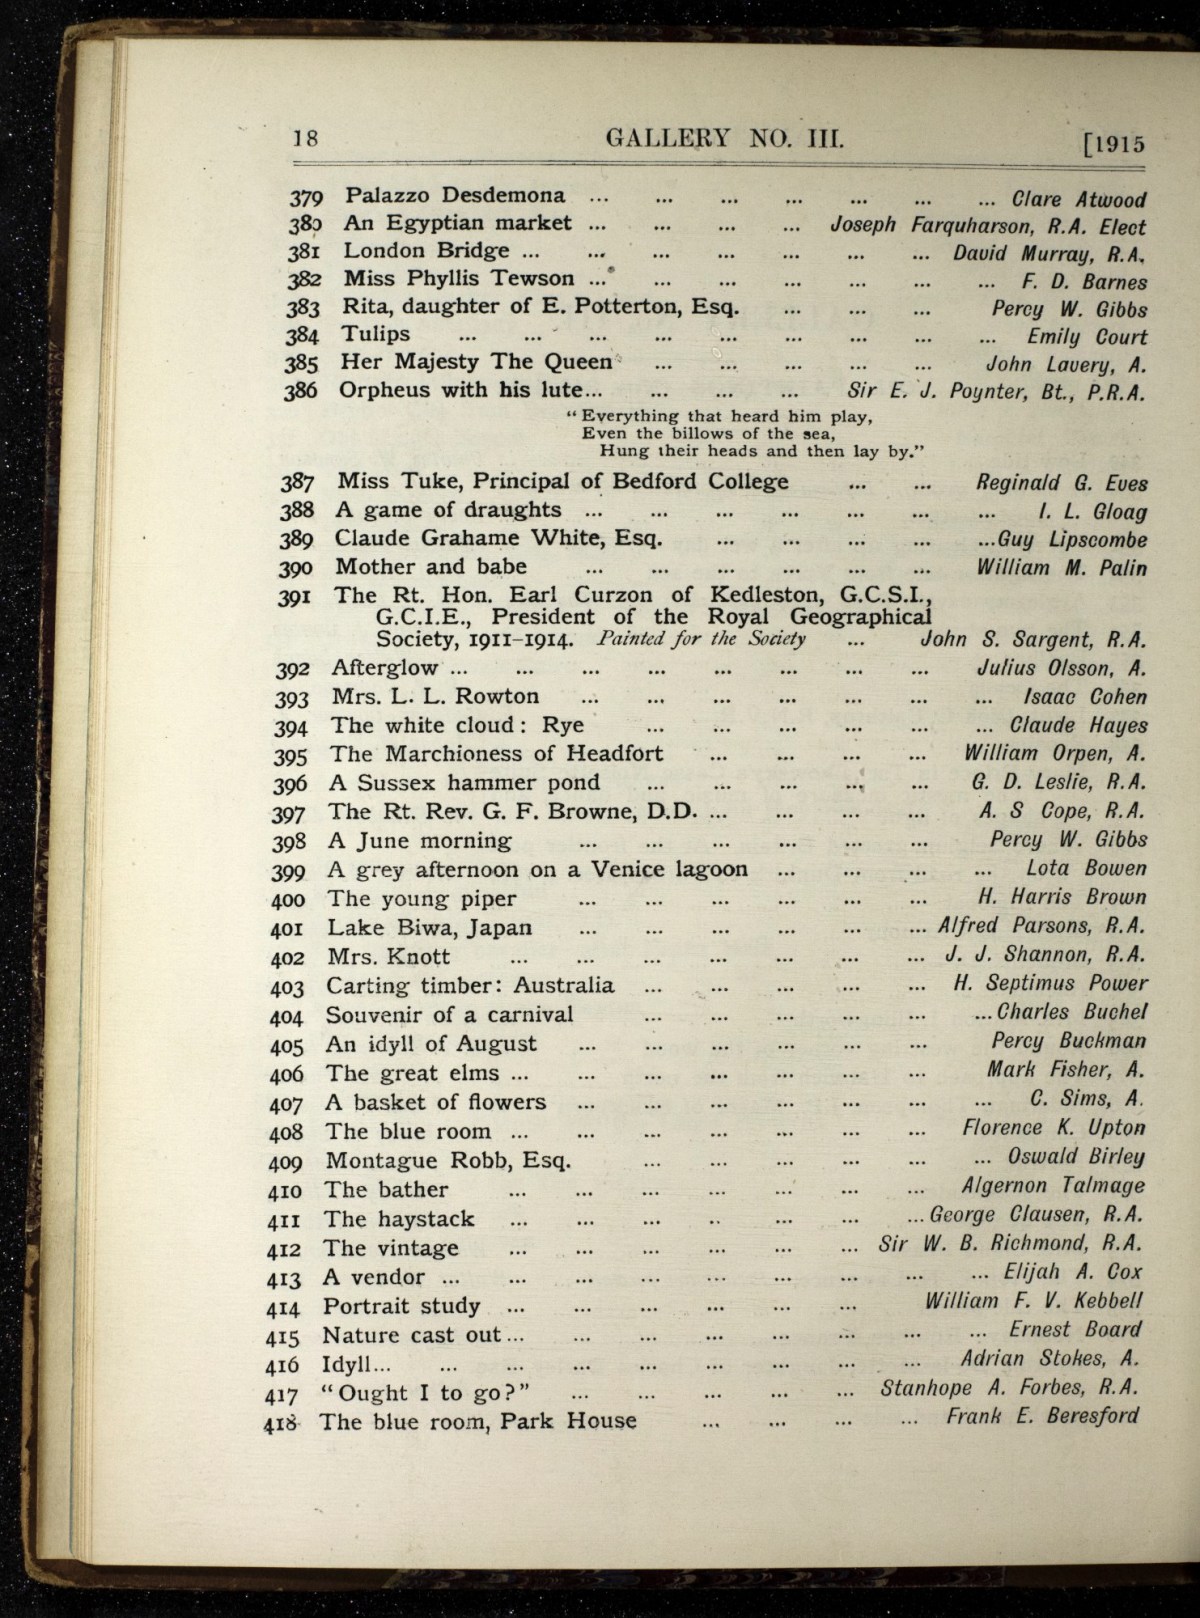 18 GALLERY NO. III. [1915
379 Palazzo Desdemona ... ... ... ... ... ... ... Clare Atwood
380 An Egyptian market ... ... ... ... Joseph Farquharson, R.A. Elect
381 London Bridge ... ... ... ... ... ... ... David Murray, R.A.
382 Miss Phyllis Tewson ... ... ... ... ... ... ... F. D. Barnes
383 Rita, daughter of E. Potterton, Esq. ... ... ... Percy W. Gibbs
384 Tulips ... ... ... ... ... ... ... ... ... Emily Court
385 Her Majesty The Queen ... ... ... ... ... John Lavery, A.
386 Orpheus with his lute... ... ... ... Sir E. J. Poynter, Bt., P.R.A.
“Everything that heard him play,
Even the billows of the sea,
Hung their heads and then lay by.”
387 Miss Tuke, Principal of Bedford College ... ... Reginald G. Eves
388 A game of draughts ... ... ... ... ... ... ... I. L. Gloag
389 Claude Grahame White, Esq. ... ... ... ... ...Guy Lipscombe
390 Mother and babe ... ... ... ... ... ... William M. Palin
391 The Rt. Hon. Earl Curzon of Kedleston, G.C.S.I.,
G.C.I.E., President of the Royal Geographical
Society, 1911-1914. Painted for the Society ... John S. Sargent, R.A.
392 Afterglow ... ... ... ... ... ... ... ... Julius Olsson, A.
393 Mrs. L. L. Rowton ... ... ... ... ... ... ... Isaac Cohen
394 The white cloud: Rye ... ... ... ... ... ... Claude Hayes
395 The Marchioness of Headfort ... ... ... ... William Orpen, A.
396 A Sussex hammer pond ... ... ... ... ... G. D. Leslie, R.A.
397 The Rt. Rev. G. F. Browne, D.D. ... ... ... ... A. S Cope, R.A.
398 A June morning ... ... ... ... ... ... Percy W. Gibbs
399 A grey afternoon on a Venice lagoon ... ... ... ... Lota Bowen
400 The young piper ... ... ... ... ... ... H. Harris Brown
401 Lake Biwa, Japan ... ... ... ... ... ... Alfred Parsons, R.A.
402 Mrs. Knott ... ... ... ... ... ... ... J. J. Shannon, R.A.
403 Carting timber: Australia ... ... ... ... ... H. Septimus Power
404 Souvenir of a carnival ... ... ... ... ... ...Charles Buchel
405 An idyll of August ... ... ... ... ... ... Percy Buckman
406 The great elms ... ... ... ... ... ... ... Mark Fisher, A.
407 A basket of flowers ... ... ... ... ... ... ... C. Sims, A.
408 The blue room ... ... ... ... ... ... ... Florence K. Upton
409 Montague Robb, Esq. ... ... ... ... ... ... Oswald Birley
410 The bather ... ... ... ... ... ... ... Algernon Talmage
411 The haystack ... ... ... .. ... ... ...George Clausen, R.A.
412 The vintage ... ... ... ... ... ... Sir W. B. Richmond, R.A.
413 A vendor ... ... ... ... ... ... ... ... ... Elijah A. Cox
414 Portrait study ... ... ... ... ... ... William F. V. Kebbell
415 Nature cast out... ... ... ... ... ... ... ... Ernest Board
416 Idyll... ... ... ... ... ... ... ... ... Adrian Stokes, A.
417 “Ought I to go?” ... ... ... ... ... Stanhope A. Forbes, R.A.
418 The blue room, Park House ... ... ... ... Frank E. Beresford